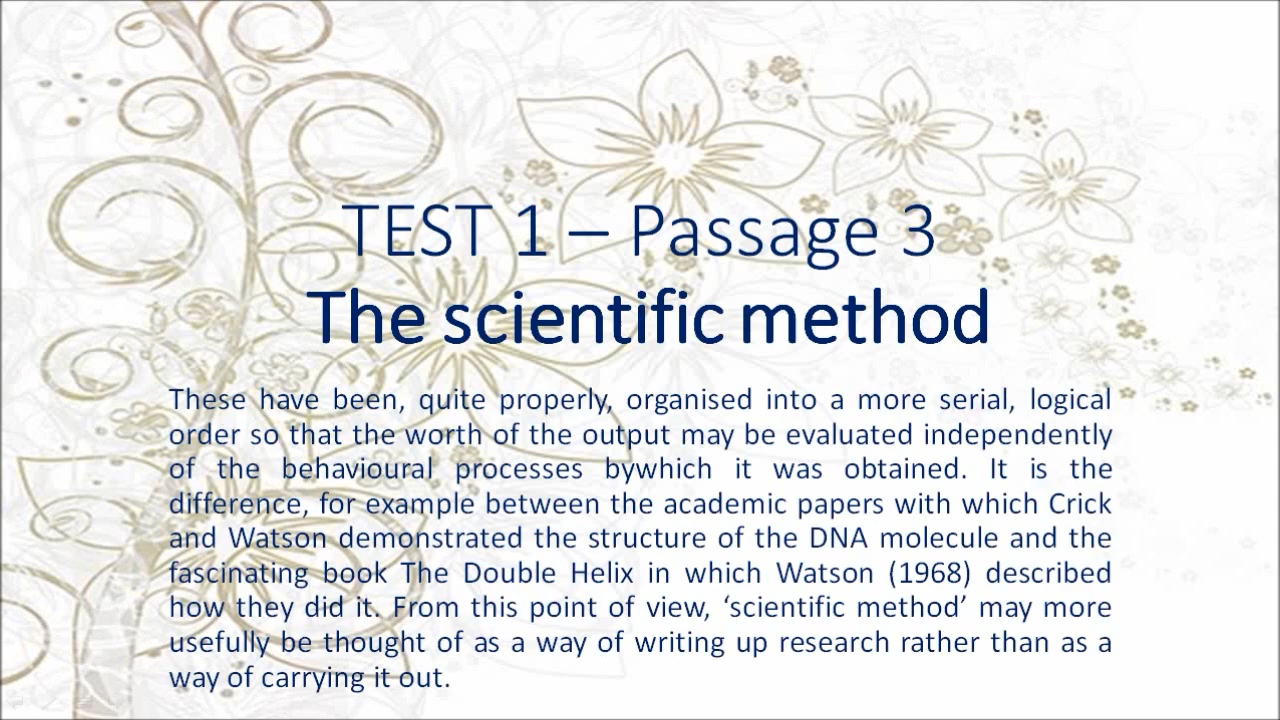 TEST 1 – Passage 3
The scientific method
These have been, quite properly, organised into a more serial, logical
order so that the worth of the output may be evaluated independently
of the behavioural processes bywhich it was obtained. It is the
difference, for example between the academic papers with which Crick
and Watson demonstrated the structure of the DNA molecule and the
fascinating book The Double Helix in which Watson (1968) described
how they did it. From this point of view, ‘scientific method’ may more
usefully be thought of as a way of writing up research rather than as a
way of carrying it out.